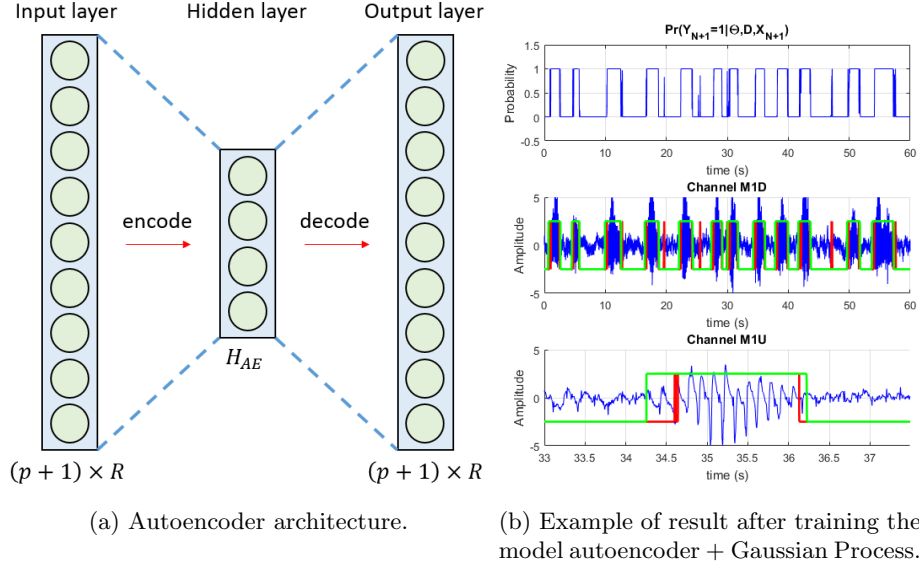 Input layer
Hidden layer
Output layer
encode
decode
H_AE
(p + 1) × R
(p + 1) × R
(a) Autoencoder architecture.
Pr(Y_{N+1}=1|Θ,D,X_{N+1})
Probability
1.5
1
0.5
0
-0.5
0 10 20 30 40 50 60
time (s)
Channel M1D
Amplitude
5
0
-5
0 10 20 30 40 50 60
time (s)
Channel M1U
Amplitude
5
0
-5
33 33.5 34 34.5 35 35.5 36 36.5 37
time (s)
(b) Example of result after training the
model autoencoder + Gaussian Process.